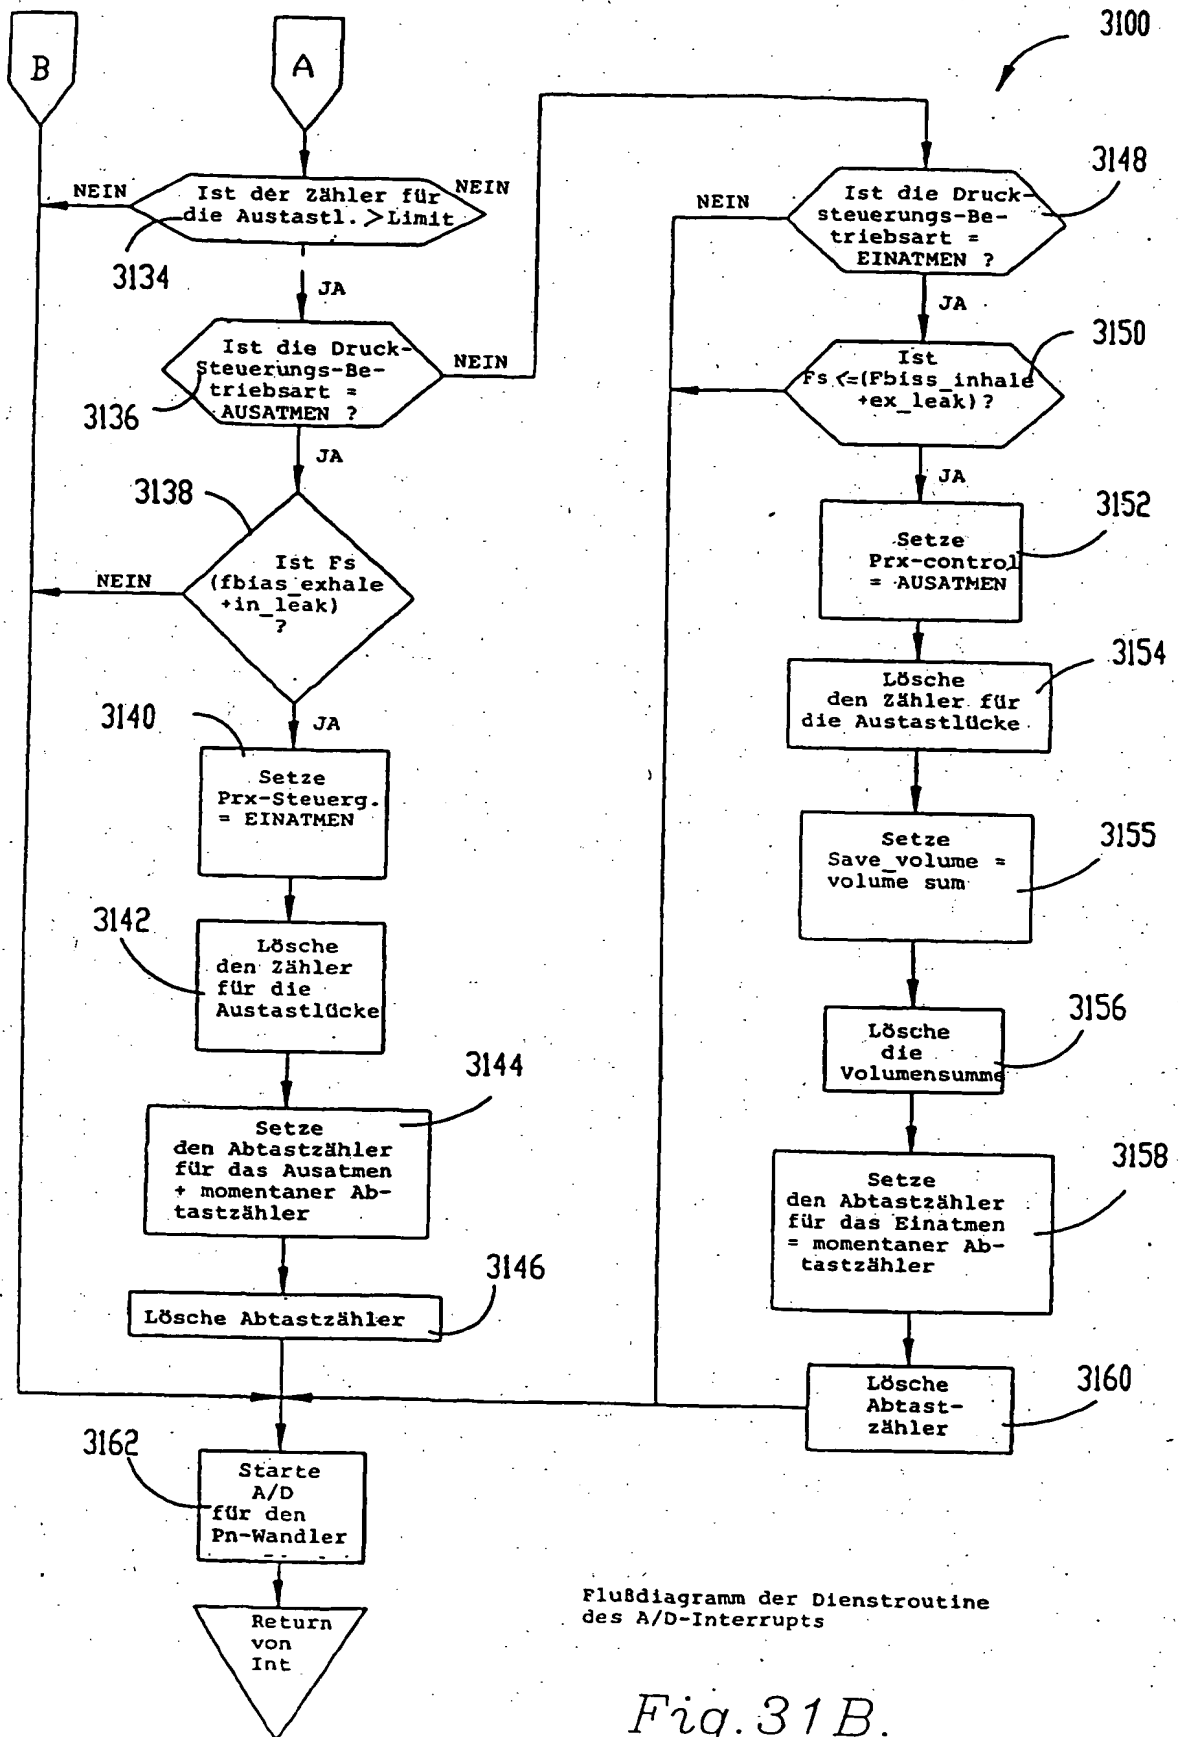 3100
B
A
Ist der Zähler für
die Austastl. >Limit
NEIN
NEIN
3134
JA
Ist die Druck-
Steuerungs-Be-
triebsart =
AUSATMEN ?
NEIN
3136
JA
3138
Ist Fs
(fbias_exhale
+in_leak)
?
NEIN
JA
3140
Setze
Prx-Steuerg.
= EINATMEN
3142
Lösche
den Zähler
für die
Austastlücke
3144
Setze
den Abtastzähler
für das Ausatmen
+ momentaner Ab-
tastzähler
3146
Lösche Abtastzähler
3148
Ist die Druck-
steuerungs-Be-
triebsart =
EINATMEN ?
NEIN
JA
3150
Ist
Fs <=(Fbiss_inhale
+ex_leak)?
JA
3152
Setze
Prx-control
= AUSATMEN
3154
Lösche
den Zähler für
die Austastlücke
3155
Setze
Save_volume =
volume sum
3156
Lösche
die
Volumensumme
3158
Setze
den Abtastzähler
für das Einatmen
= momentaner Ab-
tastzähler
3160
Lösche
Abtast-
zähler
3162
Starte
A/D
für den
Pn-Wandler
Return
von
Int
Flußdiagramm der Dienstroutine
des A/D-Interrupts
Fig.31B.